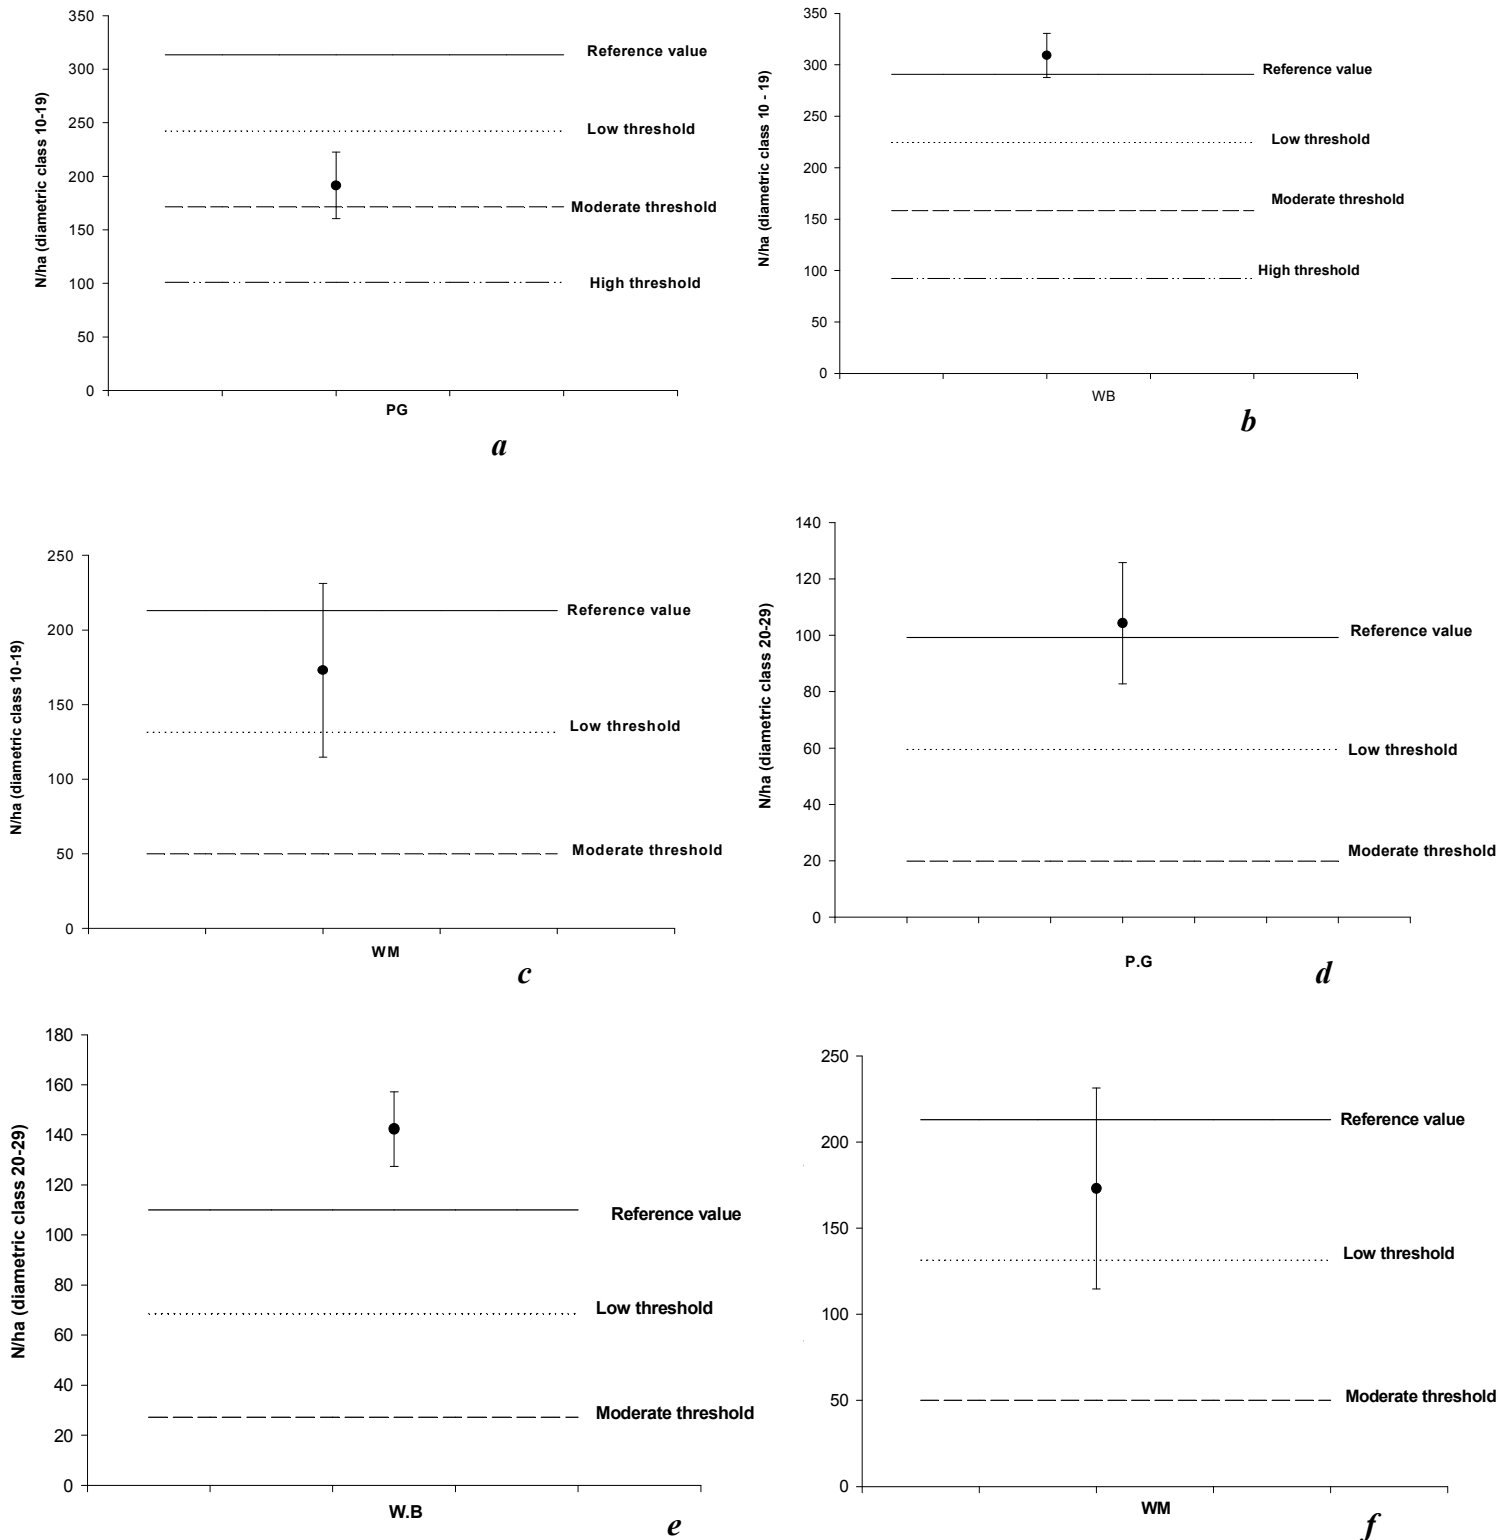 350
300
250
200
150
100
50
0
N/ha (diametric class 10-19)
Reference value
Low threshold
Moderate threshold
High threshold
PG
a
350
300
250
200
150
100
50
0
N/ha (diametric class 10 - 19)
Reference value
Low threshold
Moderate threshold
High threshold
WB
b
250
200
150
100
50
0
N/ha (diametric class 10-19)
Reference value
Low threshold
Moderate threshold
WM
c
140
120
100
80
60
40
20
0
N/ha (diametric class 20-29)
Reference value
Low threshold
Moderate threshold
P.G
d
180
160
140
120
100
80
60
40
20
0
N/ha (diametric class 20-29)
Reference value
Low threshold
Moderate threshold
W.B
e
250
200
150
100
50
0
Reference value
Low threshold
Moderate threshold
WM
f